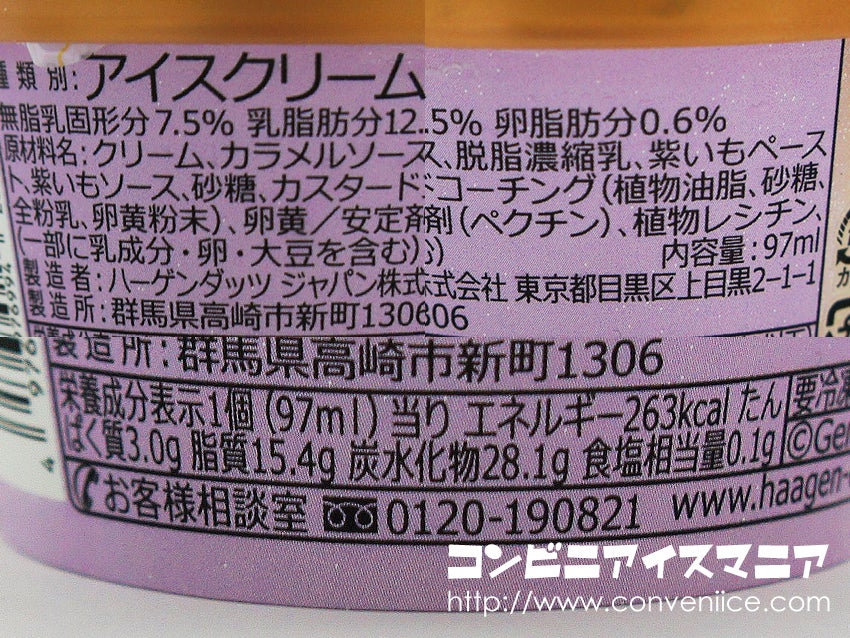 種類別:アイスクリーム
無脂乳固形分7.5% 乳脂肪分12.5% 卵脂肪分0.6%
原材料名:クリーム、カラメルソース、脱脂濃縮乳、紫いもペース
ト、紫いもソース、砂糖、カスタードコーチング(植物油脂、砂糖、
全粉乳、卵黄粉末)、卵黄/安定剤(ペクチン)、植物レシチン、
(一部に乳成分・卵・大豆を含む) 内容量:97ml
製造者:ハーゲンダッツ ジャパン株式会社 東京都目黒区上目黒2-1-1
製造所:群馬県高崎市新町1306
製造所:群馬県高崎市新町1306
栄養成分表示1個(97ml)当り エネルギー263kcal たん
ぱく質3.0g 脂質15.4g 炭水化物28.1g 食塩相当量0.1g
要冷凍
©Gen
お客様相談室 0120-190821 www.haagen-
コンビニアイスマニア
http://www.conveniice.com/